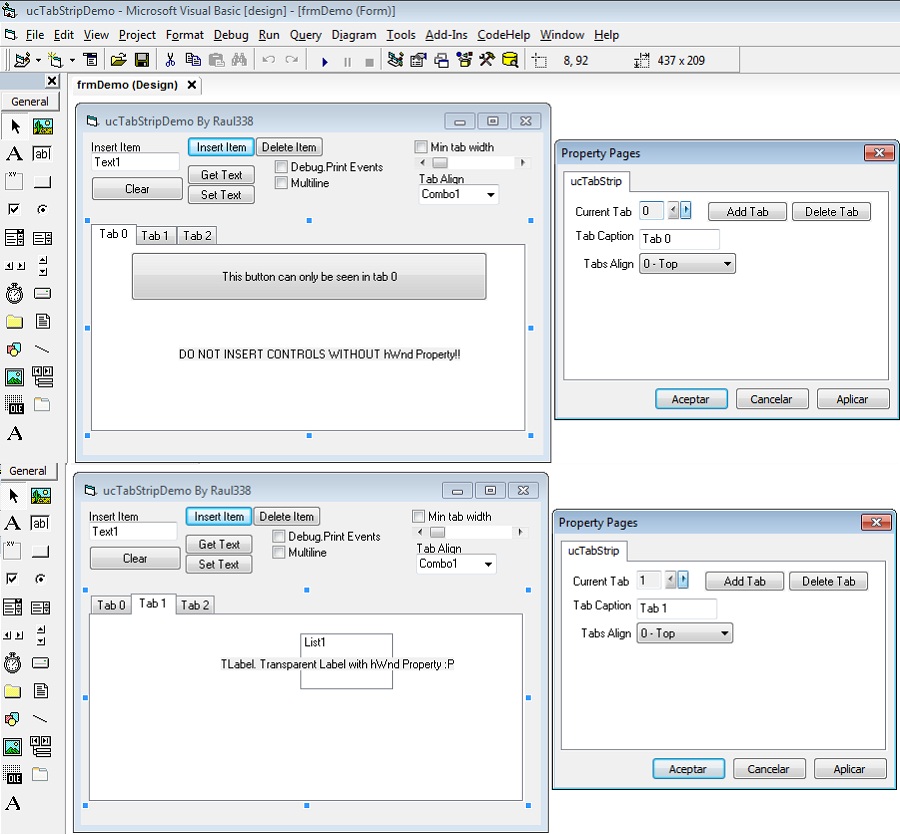 ucTabStripDemo - Microsoft Visual Basic [design] - [frmDemo (Form)]
File Edit View Project Format Debug Run Query Diagram Tools Add-Ins CodeHelp Window Help
8, 92 437 x 209
General
frmDemo (Design)
ucTabStripDemo By Raul338
Insert Item
Text1
Clear
Insert Item Delete Item
Get Text
Set Text
Debug.Print Events
Multiline
Min tab width
Tab Align
Combo1
Tab 0 Tab 1 Tab 2
This button can only be seen in tab 0
DO NOT INSERT CONTROLS WITHOUT hWnd Property!!
Property Pages
ucTabStrip
Current Tab 0 Add Tab Delete Tab
Tab Caption Tab 0
Tabs Align 0 - Top
Aceptar Cancelar Aplicar
A ab|
xy
OLE
A
General
ucTabStripDemo By Raul338
Insert Item
Text1
Clear
Insert Item Delete Item
Get Text
Set Text
Debug.Print Events
Multiline
Min tab width
Tab Align
Combo1
Tab 0 Tab 1 Tab 2
List1
TLabel. Transparent Label with hWnd Property :P
Property Pages
ucTabStrip
Current Tab 1 Add Tab Delete Tab
Tab Caption Tab 1
Tabs Align 0 - Top
Aceptar Cancelar Aplicar
A ab|
xy
OLE
A